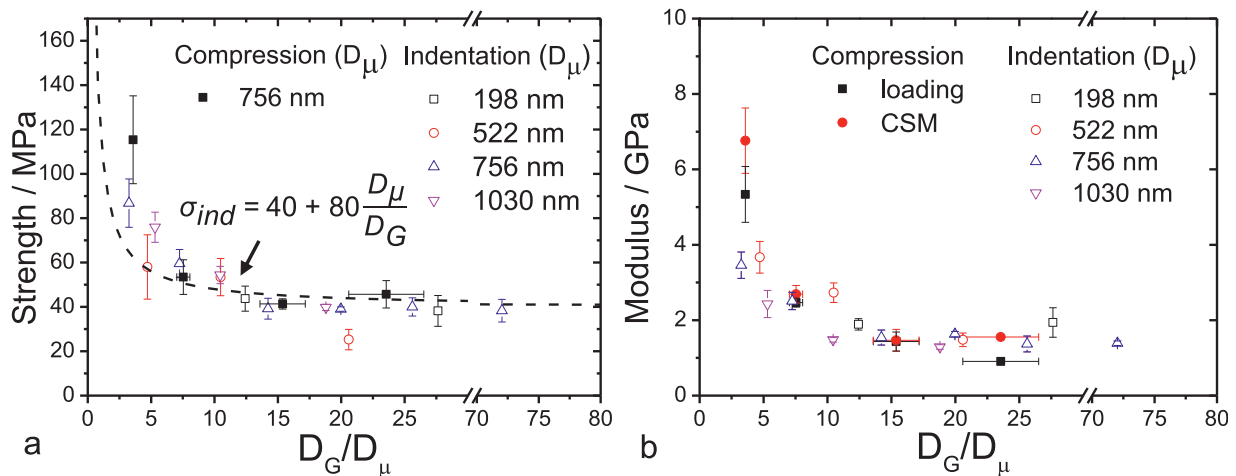 160
140
120
100
80
60
40
20
0
Strength / MPa
Compression (Dμ)
756 nm
Indentation (Dμ)
198 nm
522 nm
756 nm
1030 nm
σind = 40 + 80 Dμ/DG
0 5 10 15 20 25 70 75 80
DG/Dμ
a
10
8
6
4
2
0
Modulus / GPa
Compression
loading
CSM
Indentation (Dμ)
198 nm
522 nm
756 nm
1030 nm
0 5 10 15 20 25 70 75 80
DG/Dμ
b